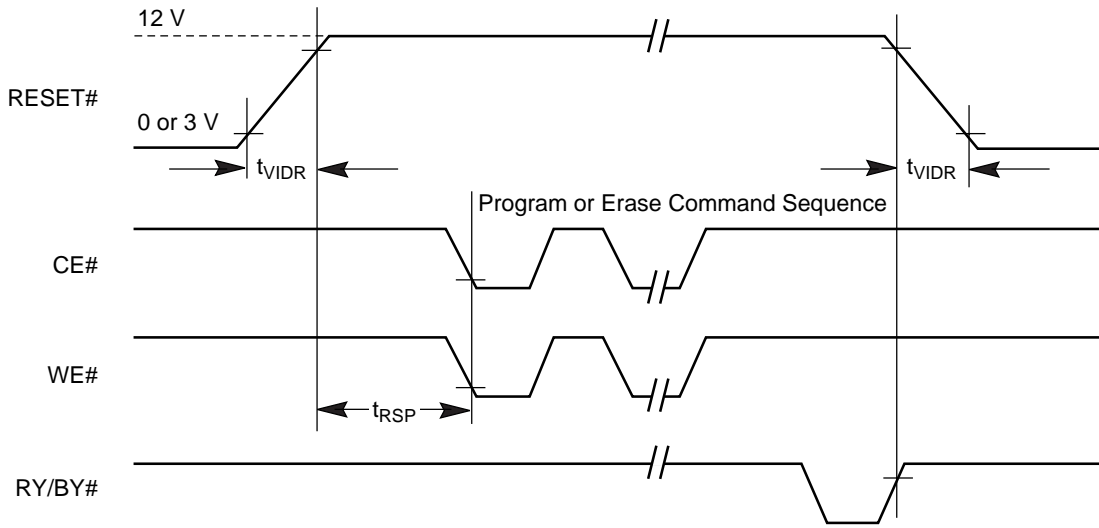 12 V
RESET#
0 or 3 V
tVIDR
tVIDR
Program or Erase Command Sequence
CE#
WE#
tRSP
RY/BY#